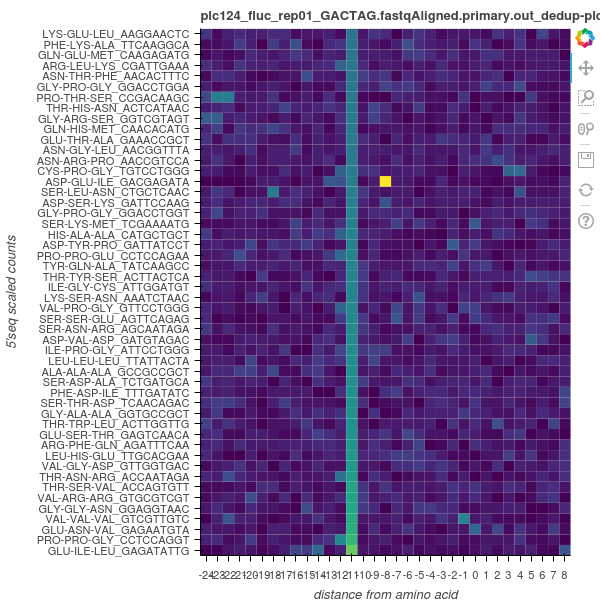 plc124_fluc_rep01_GACTAG.fastqAligned.primary.out_dedup-plc
LYS-GLU-LEU_AAGGAACTC
PHE-LYS-ALA_TTCAAGGCA
GLN-GLU-MET_CAAGAGATG
ARG-LEU-LYS_CGATTGAAA
ASN-THR-PHE_AACACTTTC
GLY-PRO-GLY_GGACCTGGA
PRO-THR-SER_CCGACAAGC
THR-HIS-ASN_ACTCATAAC
GLY-ARG-SER_GGTCGTAGT
GLN-HIS-MET_CAACACATG
GLU-THR-ALA_GAAACCGCT
ASN-GLY-LEU_AACGGTTTA
ASN-ARG-PRO_AACCGTCCA
CYS-PRO-GLY_TGTCCTGGG
ASP-GLU-ILE_GACGAGATA
SER-LEU-ASN_CTGCTCAAC
ASP-SER-LYS_GATTCCAAG
GLY-PRO-GLY_GGACCTGGT
SER-LYS-MET_TCGAAAATG
HIS-ALA-ALA_CATGCTGCT
ASP-TYR-PRO_GATTATCCT
PRO-PRO-GLU_CCTCCAGAA
TYR-GLN-ALA_TATCAAGCC
THR-TYR-SER_ACTTACTCA
ILE-GLY-CYS_ATTGGATGT
LYS-SER-ASN_AAATCTAAC
VAL-PRO-GLY_GTTCCTGGG
SER-SER-GLU_AGTTCAGAG
SER-ASN-ARG_AGCAATAGA
ASP-VAL-ASP_GATGTAGAC
ILE-PRO-GLY_ATTCCTGGG
LEU-LEU-LEU_TTATTACTA
ALA-ALA-ALA_GCCGCCGCT
SER-ASP-ALA_TCTGATGCA
PHE-ASP-ILE_TTTGATATC
SER-THR-ASP_TCAACAGAC
GLY-ALA-ALA_GGTGCCGCT
THR-TRP-LEU_ACTTGGTTG
GLU-SER-THR_GAGTCAACA
ARG-PHE-GLN_AGATTTCAA
LEU-HIS-GLU_TTGCACGAA
VAL-GLY-ASP_GTTGGTGAC
THR-ASN-ARG_ACCAATAGA
THR-SER-VAL_ACCAGTGTT
VAL-ARG-ARG_GTGCGTCGT
GLY-GLY-ASN_GGAGGTAAC
VAL-VAL-VAL_GTCGTTGTC
GLU-ASN-VAL_GAGAATGTA
PRO-PRO-GLY_CCTCCAGGT
GLU-ILE-LEU_GAGATATTG
5'seq scaled counts
-24-23-22-21-20-19-18-17-16-15-14-13-12-11-10-9 -8 -7 -6 -5 -4 -3 -2 -1 0 1 2 3 4 5 6 7 8
distance from amino acid